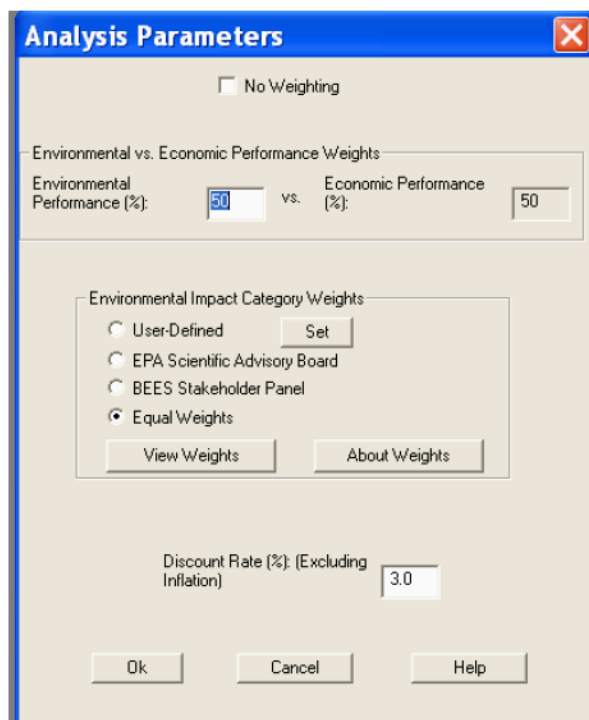 Analysis Parameters
No Weighting
Environmental vs. Economic Performance Weights
Environmental
Performance (%):
50
vs.
Economic Performance
(%):
50
Environmental Impact Category Weights
User-Defined
Set
EPA Scientific Advisory Board
BEES Stakeholder Panel
Equal Weights
View Weights
About Weights
Discount Rate (%): (Excluding
Inflation)
3.0
Ok
Cancel
Help